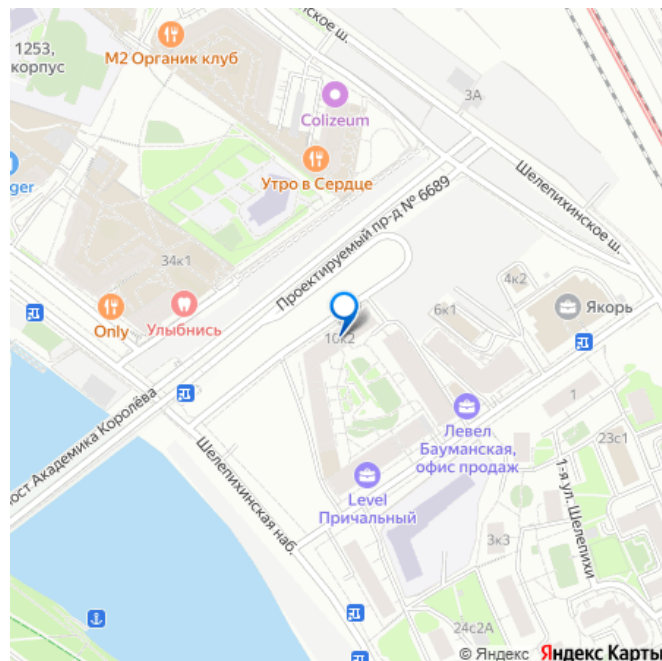 1253,
корпус
М2 Органик клуб
Шелепихинское ш.
3А
Colizeum
Утро в Сердце
ger
Шелепихинское ш.
Проектируемый пр-д № 6689
34к1
4к2
6к1
Якорь
Only
Улыбнись
10к2
ост Академика Королёва
1
Левел
Бауманская,
офис продаж
23с1
Шелепихинская наб.
Level
Причальный
1-я ул. Шелепихи
3к3
24с2А
© Яндекс Яндекс Карты